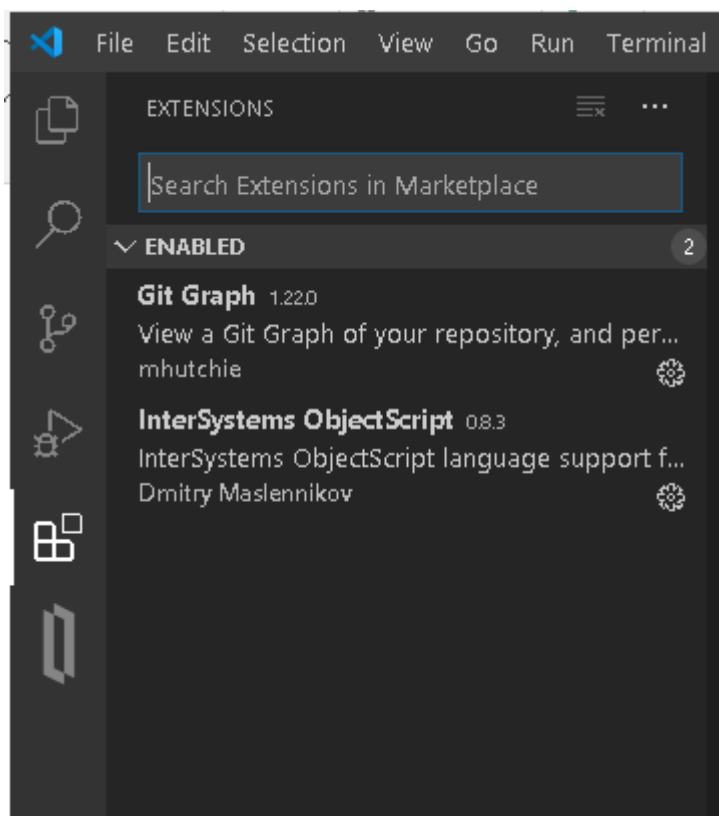 File Edit Selection View Go Run Terminal
EXTENSIONS
Search Extensions in Marketplace
ENABLED 2
Git Graph 1.22.0
View a Git Graph of your repository, and per...
mhutchie
InterSystems ObjectScript 0.8.3
InterSystems ObjectScript language support f...
Dmitry Maslennikov